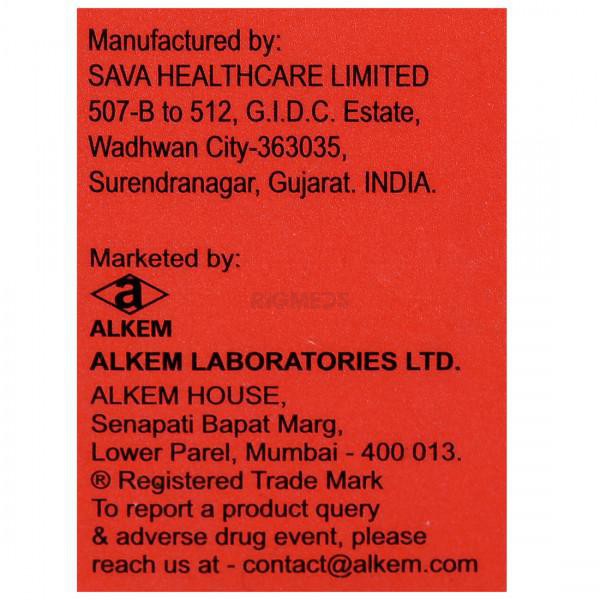 Manufactured by:
SAVA HEALTHCARE LIMITED
507-B to 512, G.I.D.C. Estate,
Wadhwan City-363035,
Surendranagar, Gujarat. INDIA.
Marketed by:
a
RIGMEDS
ALKEM
ALKEM LABORATORIES LTD.
ALKEM HOUSE,
Senapati Bapat Marg,
Lower Parel, Mumbai - 400 013.
® Registered Trade Mark
To report a product query
& adverse drug event, please
reach us at - contact@alkem.com